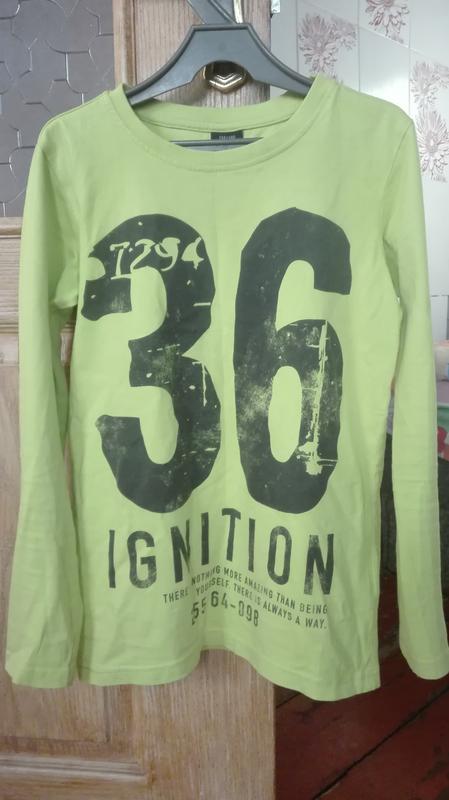 7294
36
IGNITION
NOTHING MORE AMAZING THAN BEING
THERE YOURSELF. THERE IS ALWAYS A WAY.
5564-098